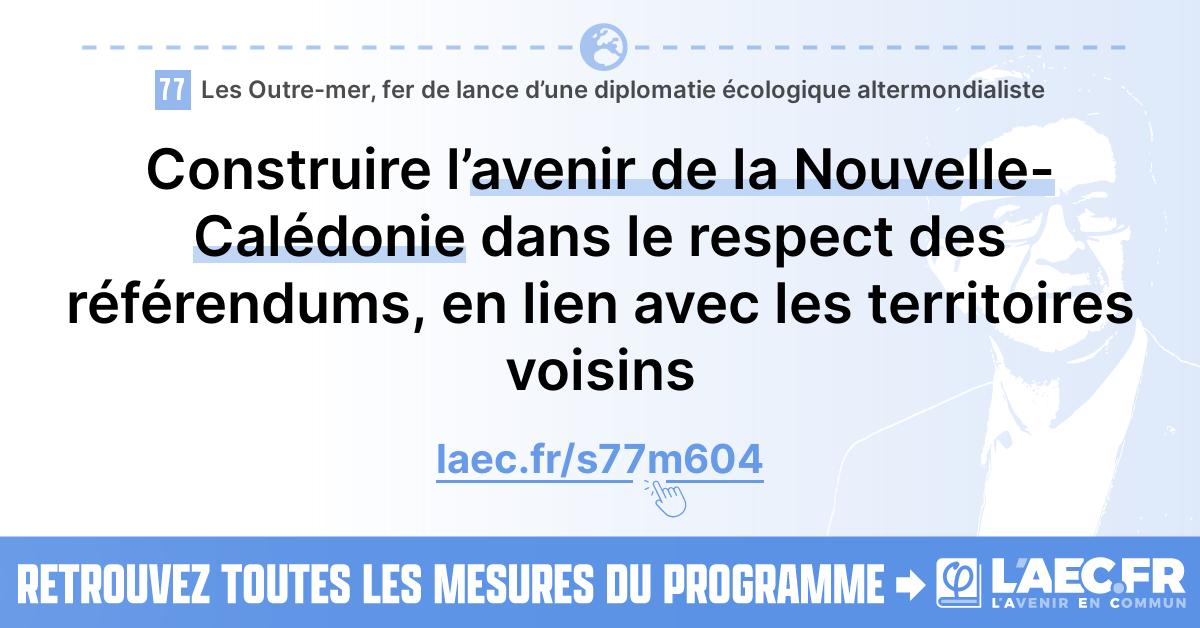 77 Les Outre-mer, fer de lance d’une diplomatie écologique altermondialiste
Construire l’avenir de la Nouvelle-
Calédonie dans le respect des
référendums, en lien avec les territoires
voisins
laec.fr/s77m604
RETROUVEZ TOUTES LES MESURES DU PROGRAMME
φ L'AEC.FR
L'AVENIR EN COMMUN